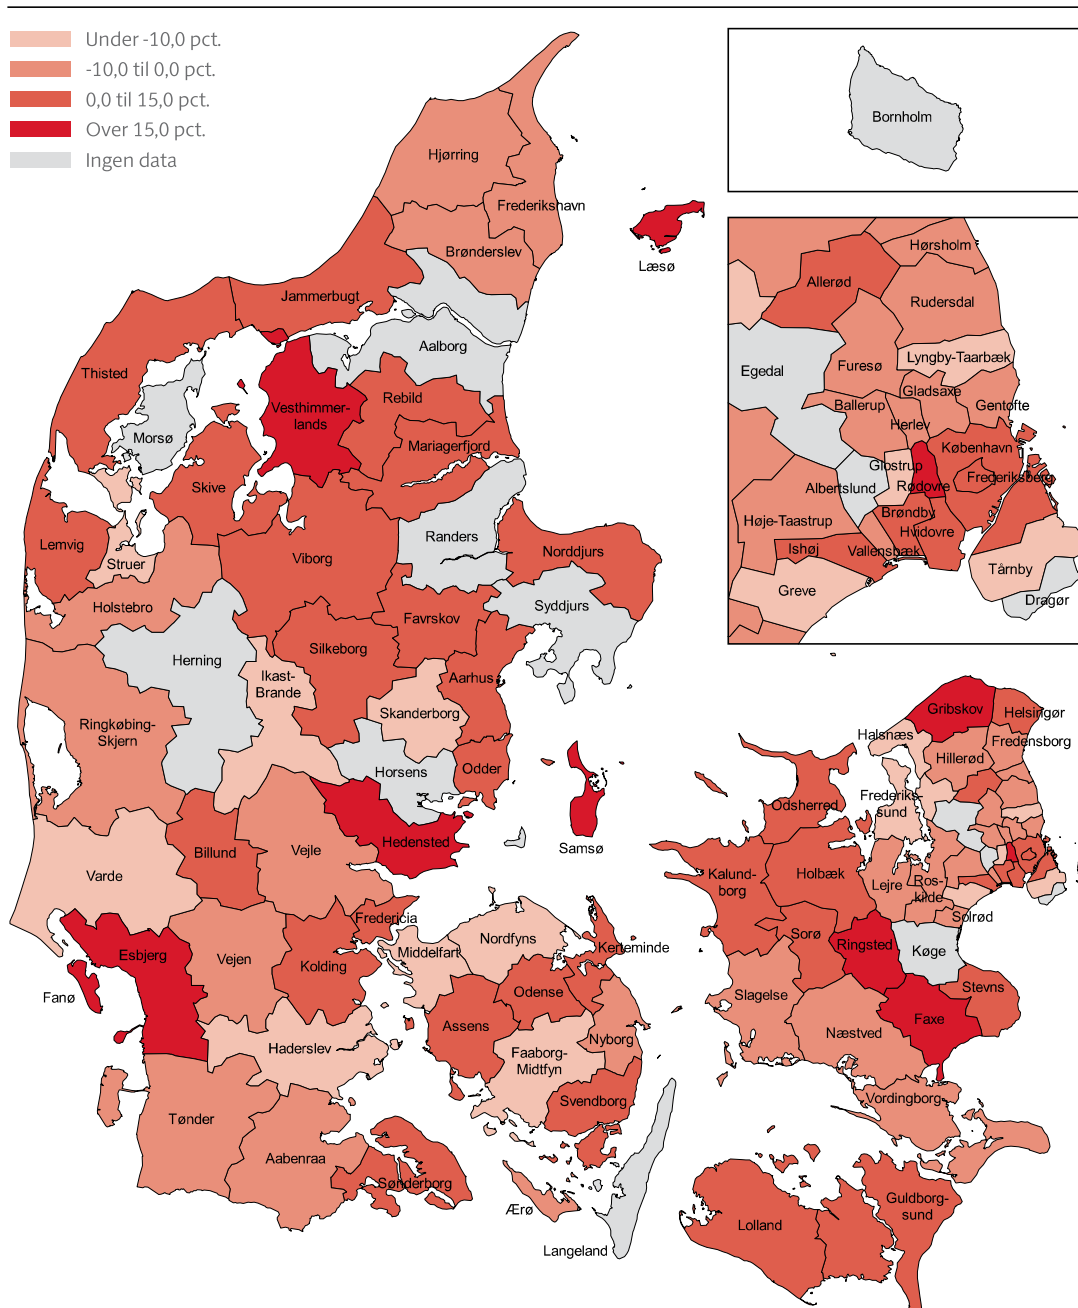 Under -10,0 pct.
-10,0 til 0,0 pct.
0,0 til 15,0 pct.
Over 15,0 pct.
Ingen data
Bornholm
Hjørring
Frederikshavn
Brønderslev
Læsø
Jammerbugt
Aalborg
Thisted
Rebild
Vesthimmer-
lands
Morsø
Mariagerfjord
Skive
Lemvig
Randers
Viborg
Norddjurs
Struer
Holstebro
Syddjurs
Favrskov
Silkeborg
Herning
Ikast-
Brande
Aarhus
Skanderborg
Ringkøbing-
Skjern
Horsens
Odder
Hedensted
Samsø
Billund
Vejle
Varde
Fredericia
Esbjerg
Vejen
Kolding
Fanø
Middelfart
Nordfyns
Kerteminde
Odense
Assens
Nyborg
Faaborg-
Midtfyn
Haderslev
Svendborg
Tønder
Aabenraa
Sønderborg
Ærø
Langeland
Hørsholm
Allerød
Rudersdal
Lyngby-Taarbæk
Egedal
Furesø
Gladsaxe
Ballerup
Gentofte
Herlev
København
Glostrup
Frederiksberg
Albertslund
Rødovre
Brøndby
Høje-Taastrup
Hvidovre
Ishøj
Vallensbæk
Tårnby
Greve
Dragør
Gribskov
Helsingør
Halsnæs
Fredensborg
Hillerød
Frederiks-
sund
Odsherred
Kalund-
borg
Holbæk
Lejre
Ros-
kilde
Solrød
Sorø
Ringsted
Køge
Stevns
Slagelse
Faxe
Næstved
Vordingborg
Guldborg-
sund
Lolland